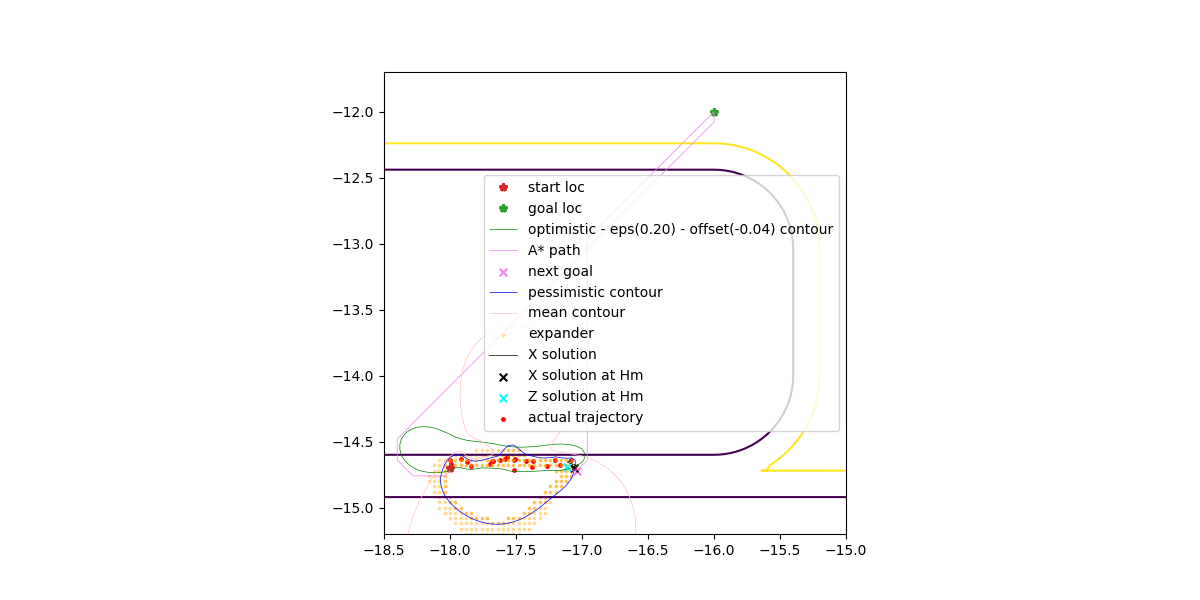 −12.0
−12.5
−13.0
−13.5
−14.0
−14.5
−15.0
start loc
goal loc
optimistic - eps(0.20) - offset(-0.04) contour
A* path
next goal
pessimistic contour
mean contour
expander
X solution
X solution at Hm
Z solution at Hm
actual trajectory
−18.5 −18.0 −17.5 −17.0 −16.5 −16.0 −15.5 −15.0